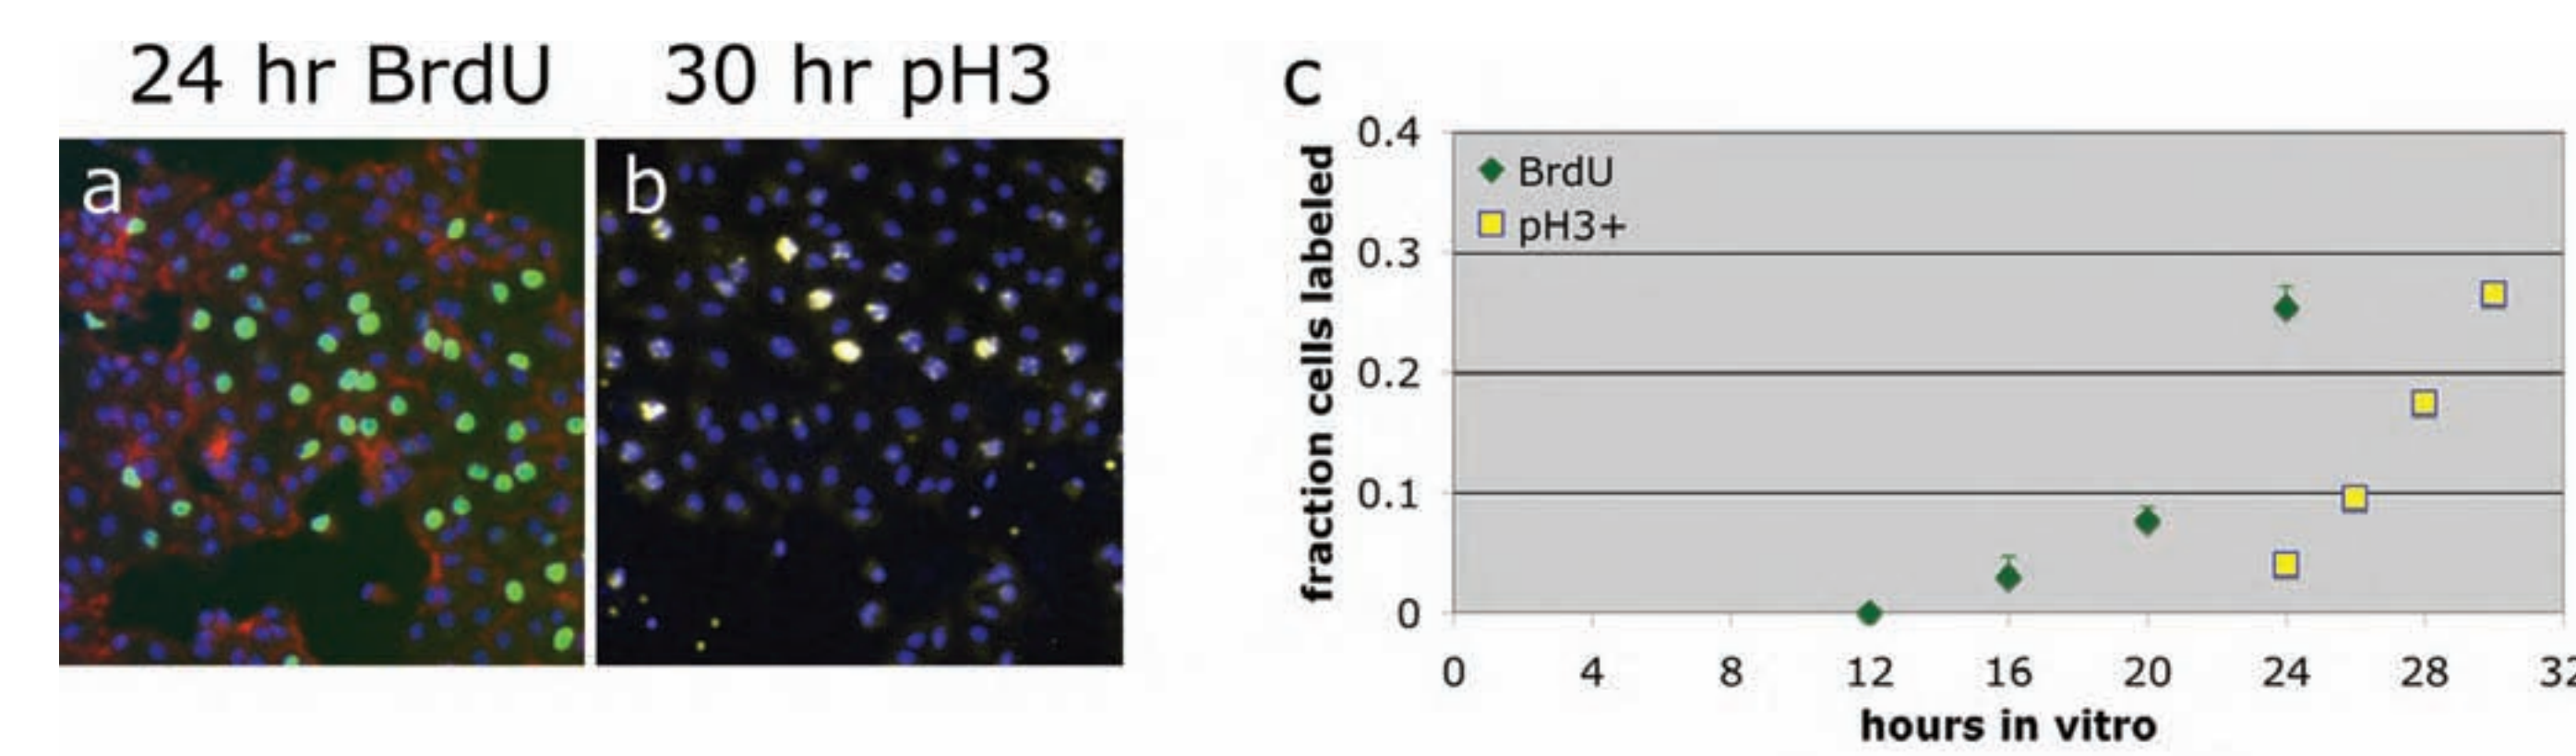 24 hr BrdU
30 hr pH3
a
b
c
fraction cells labeled
0.4
0.3
0.2
0.1
0
BrdU
pH3+
0 4 8 12 16 20 24 28 32
hours in vitro